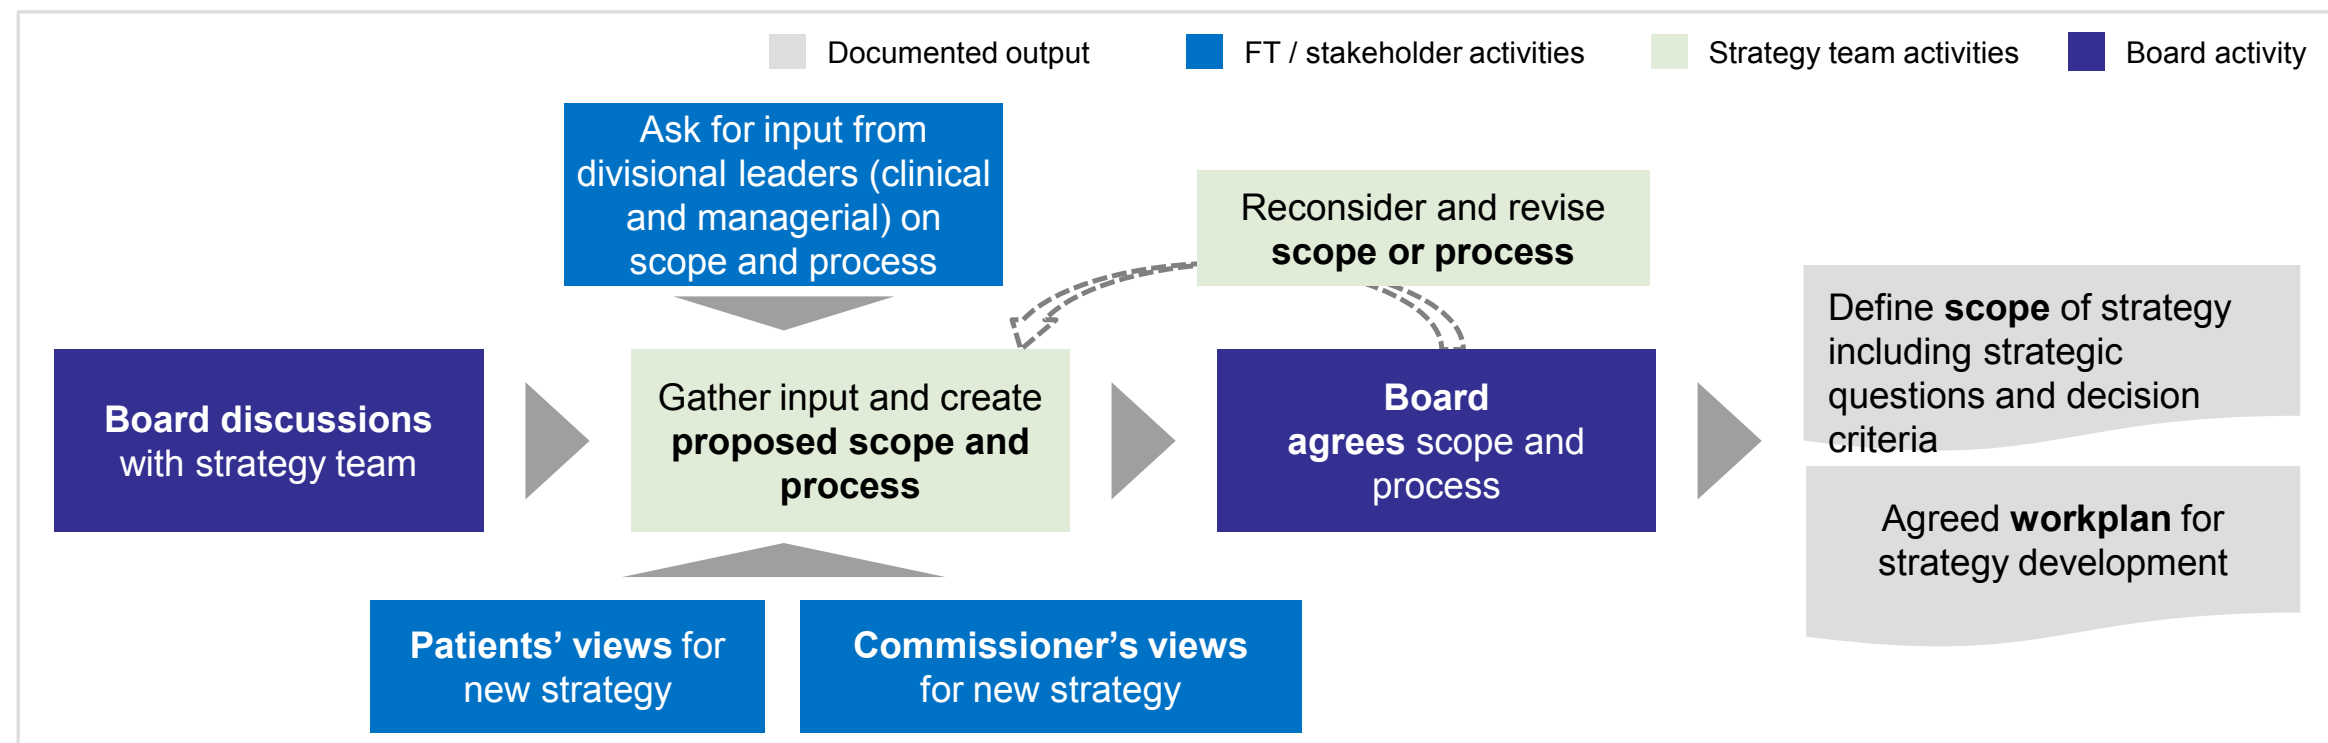 Documented output
FT / stakeholder activities
Strategy team activities
Board activity
Ask for input from
divisional leaders (clinical
and managerial) on
scope and process
Reconsider and revise
scope or process
Board discussions
with strategy team
Gather input and create
proposed scope and
process
Board
agrees scope and
process
Define scope of strategy
including strategic
questions and decision
criteria
Agreed workplan for
strategy development
Patients’ views for
new strategy
Commissioner’s views
for new strategy